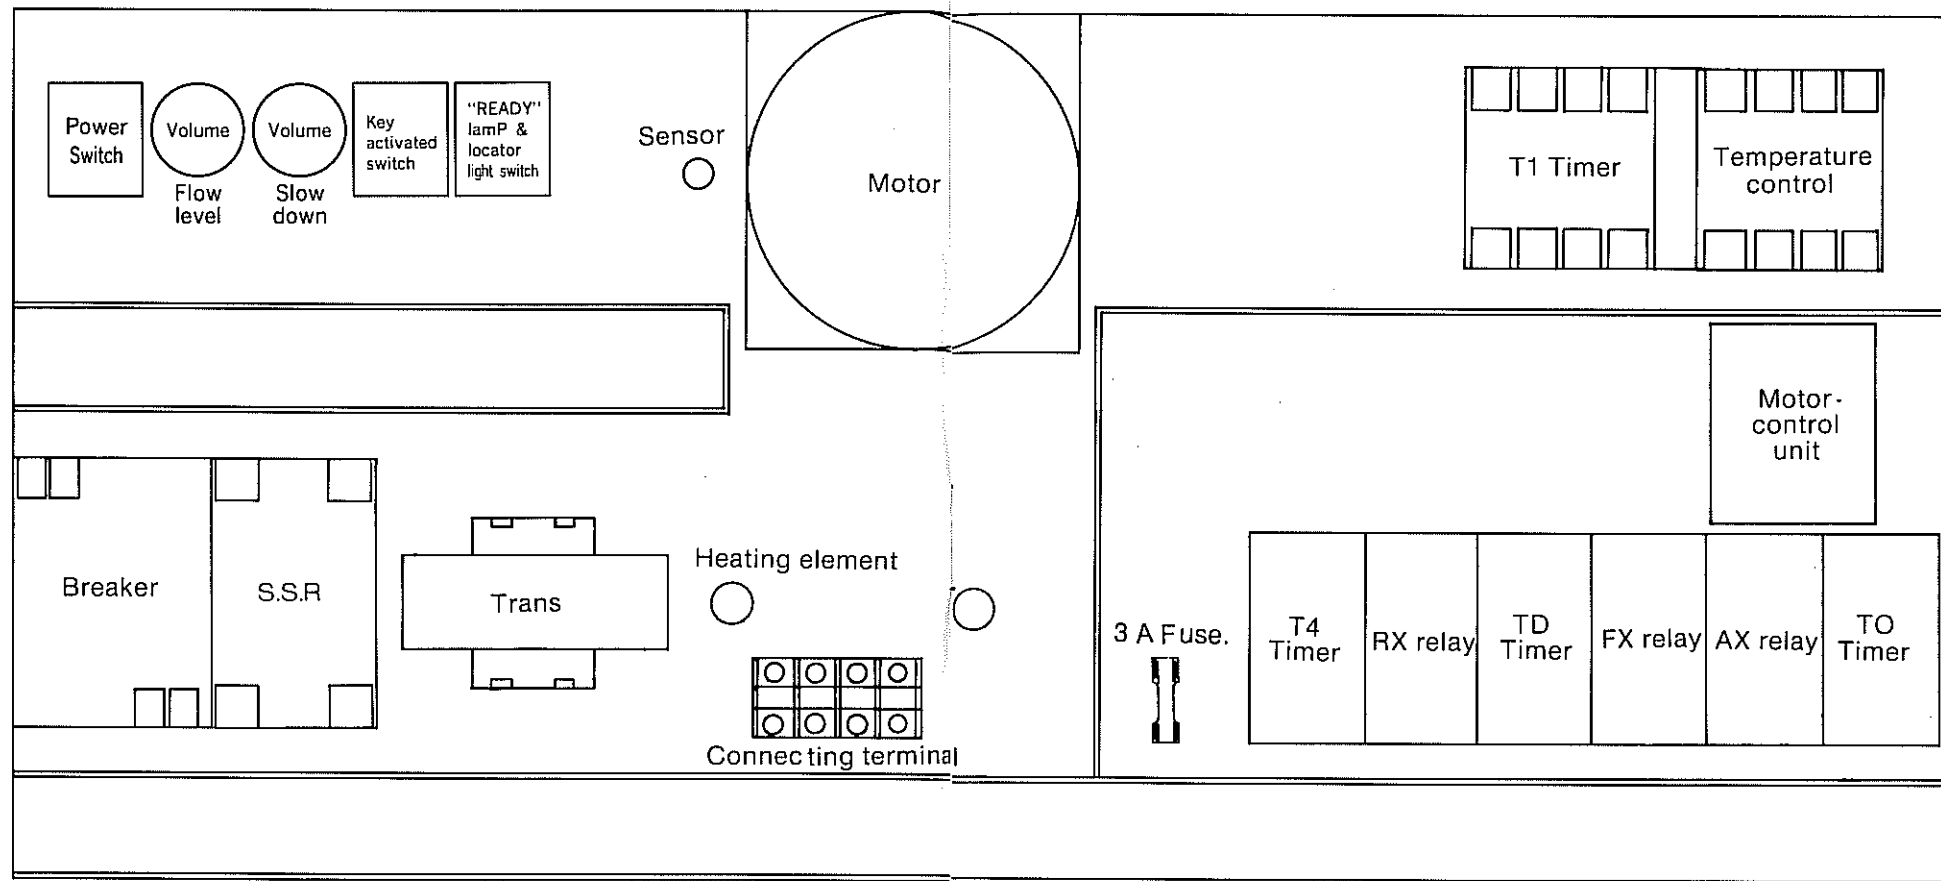 Power
Switch
Volume
Flow
level
Volume
Slow
down
Key
activated
switch
"READY"
lamP &
locator
light switch
Sensor
Motor
T1 Timer
Temperature
control
Motor-
control
unit
Breaker
S.S.R
Trans
Heating element
Connecting terminal
3 A Fuse.
T4
Timer
RX relay
TD
Timer
FX relay
AX relay
TO
Timer